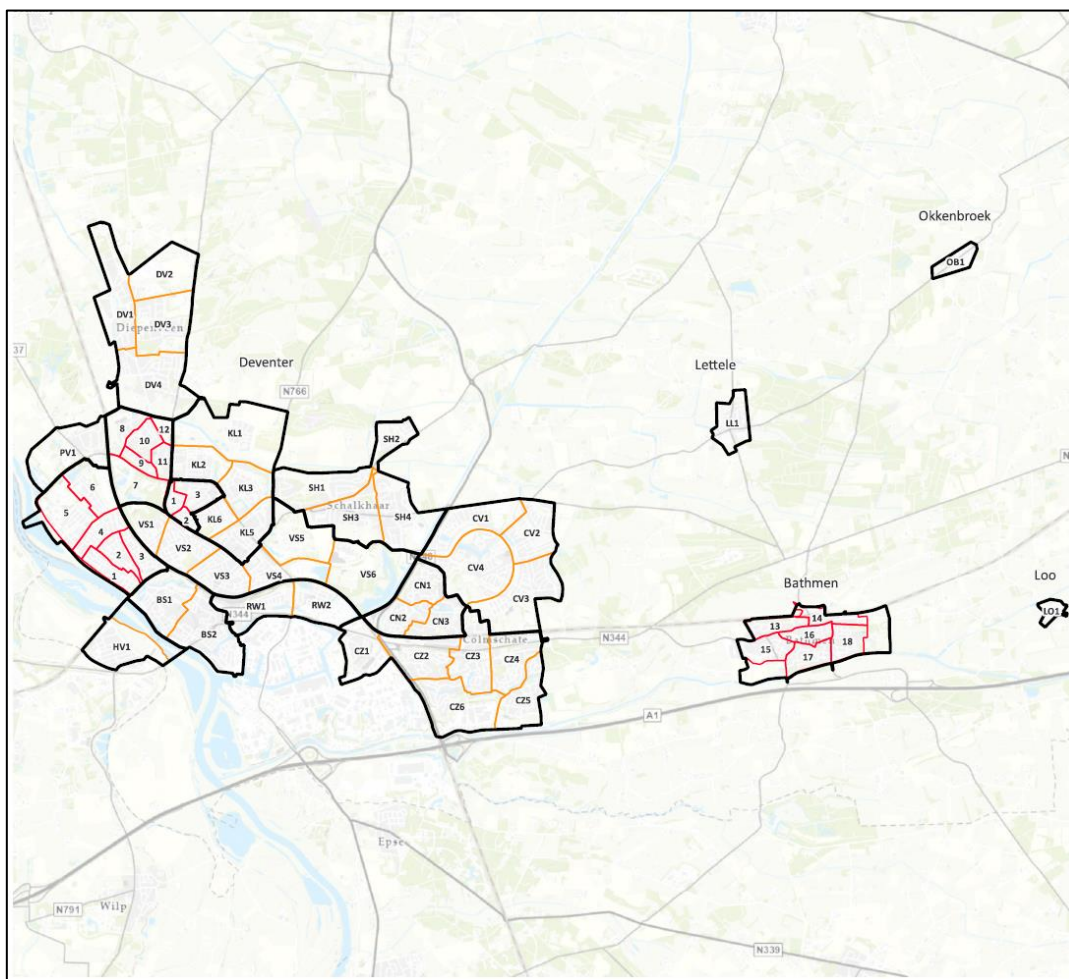 Okkenbroek
OB1
DV2
DV1
DV3
Diepenveen
37
Deventer
DV4
Lettele
N766
LL1
8
12
10
KL1
SH2
PV1
9
11
KL2
7
6
3
KL3
SH1
1
Schalkhaar
5
2
KL6
SH3
SH4
CV1
VS1
KL5
CV2
4
VS5
VS2
2
3
CV4
VS3
VS4
VS6
1
CN1
Bathmen
Loo
BS1
CV3
RW1
RW2
CN2
CN3
LO1
N344
13
14
BS2
Colmschate
N344
16
HV1
CZ1
CZ2
CZ3
CZ4
15
17
18
CZ6
CZ5
A1
Epse
Wilp
N791
N339